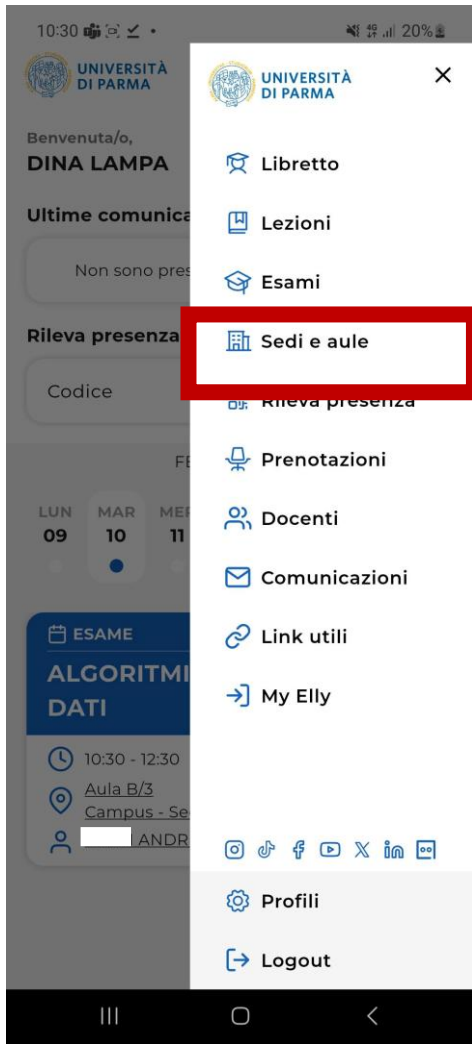 10:30
4G 20%
UNIVERSITÀ
DI PARMA
Benvenuta/o,
DINA LAMPA
Ultime comunica
Non sono pres
Rileva presenza
Codice
FE
LUN MAR MER
09 10 11
ESAME
ALGORITMI
DATI
10:30 - 12:30
Aula B/3
Campus - Se
ANDR
UNIVERSITÀ
DI PARMA
Libretto
Lezioni
Esami
Sedi e aule
Rileva presenza
Prenotazioni
Docenti
Comunicazioni
Link utili
My Elly
Profili
Logout